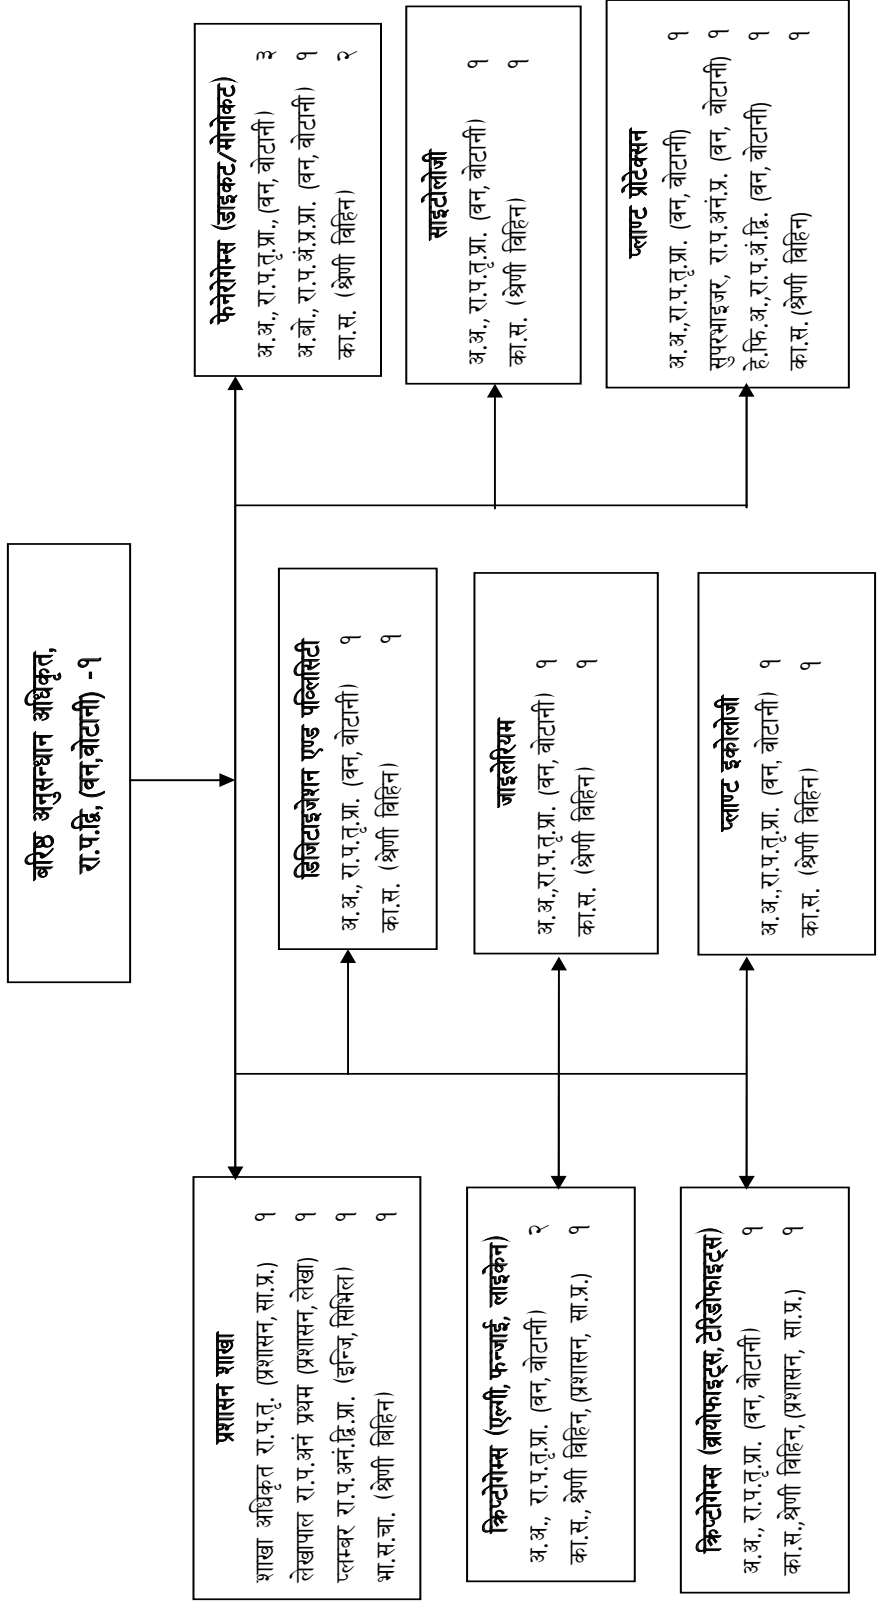 बरिष्ठ अनुसन्धान अधिकृत,
रा.प.द्वि, (वन,बोटानी) -१
प्रशासन शाखा
शाखा अधिकृत रा.प.तृ. (प्रशासन, सा.प्र.) १
लेखापाल रा.प.अनं प्रथम (प्रशासन, लेखा) १
प्लम्बर रा.प.अनं.द्वि.प्रा. (इन्जि, सिभिल) १
भा.स.चा. (श्रेणी बिहिन) १
क्रिप्टोगेम्स (एल्गी, फन्जाई, लाइकेन)
अ.अ., रा.प.तृ.प्रा. (वन, बोटानी) २
का.स., श्रेणी विहिन, (प्रशासन, सा.प्र.) १
क्रिप्टोगेम्स (ब्रायोफाइट्स, टेरिडोफाइट्स)
अ.अ., रा.प.तृ.प्रा. (वन, बोटानी) १
का.स.,श्रेणी विहिन, (प्रशासन, सा.प्र.) १
डिजिटाइजेशन एण्ड पब्लिसिटी
अ.अ., रा.प.तृ.प्रा. (वन, बोटानी) १
का.स. (श्रेणी विहिन) १
जाइलेरियम
अ.अ.,रा.प.तृ.प्रा. (वन, बोटानी) १
का.स. (श्रेणी विहिन) १
प्लाण्ट इकोलोजी
अ.अ.,रा.प.तृ.प्रा. (वन, बोटानी) १
का.स. (श्रेणी विहिन) १
फेनेरोगेम्स (डाइकट/मोनोकट)
अ.अ., रा.प.तृ.प्रा., (वन, बोटानी) ३
अ.बो., रा.प.अं.प्र.प्रा. (वन, बोटानी) १
का.स. (श्रेणी विहिन) २
साइटोलोजी
अ.अ., रा.प.तृ.प्रा. (वन, बोटानी) १
का.स. (श्रेणी विहिन) १
प्लाण्ट प्रोटेक्सन
अ.अ.,रा.प.तृ.प्रा. (वन, बोटानी) १
सुपरभाइजर, रा.प.अनं.प्र. (वन, बोटानी) १
हे.फि.अ.,रा.प.अं.द्वि. (वन, बोटानी) १
का.स. (श्रेणी विहिन) १